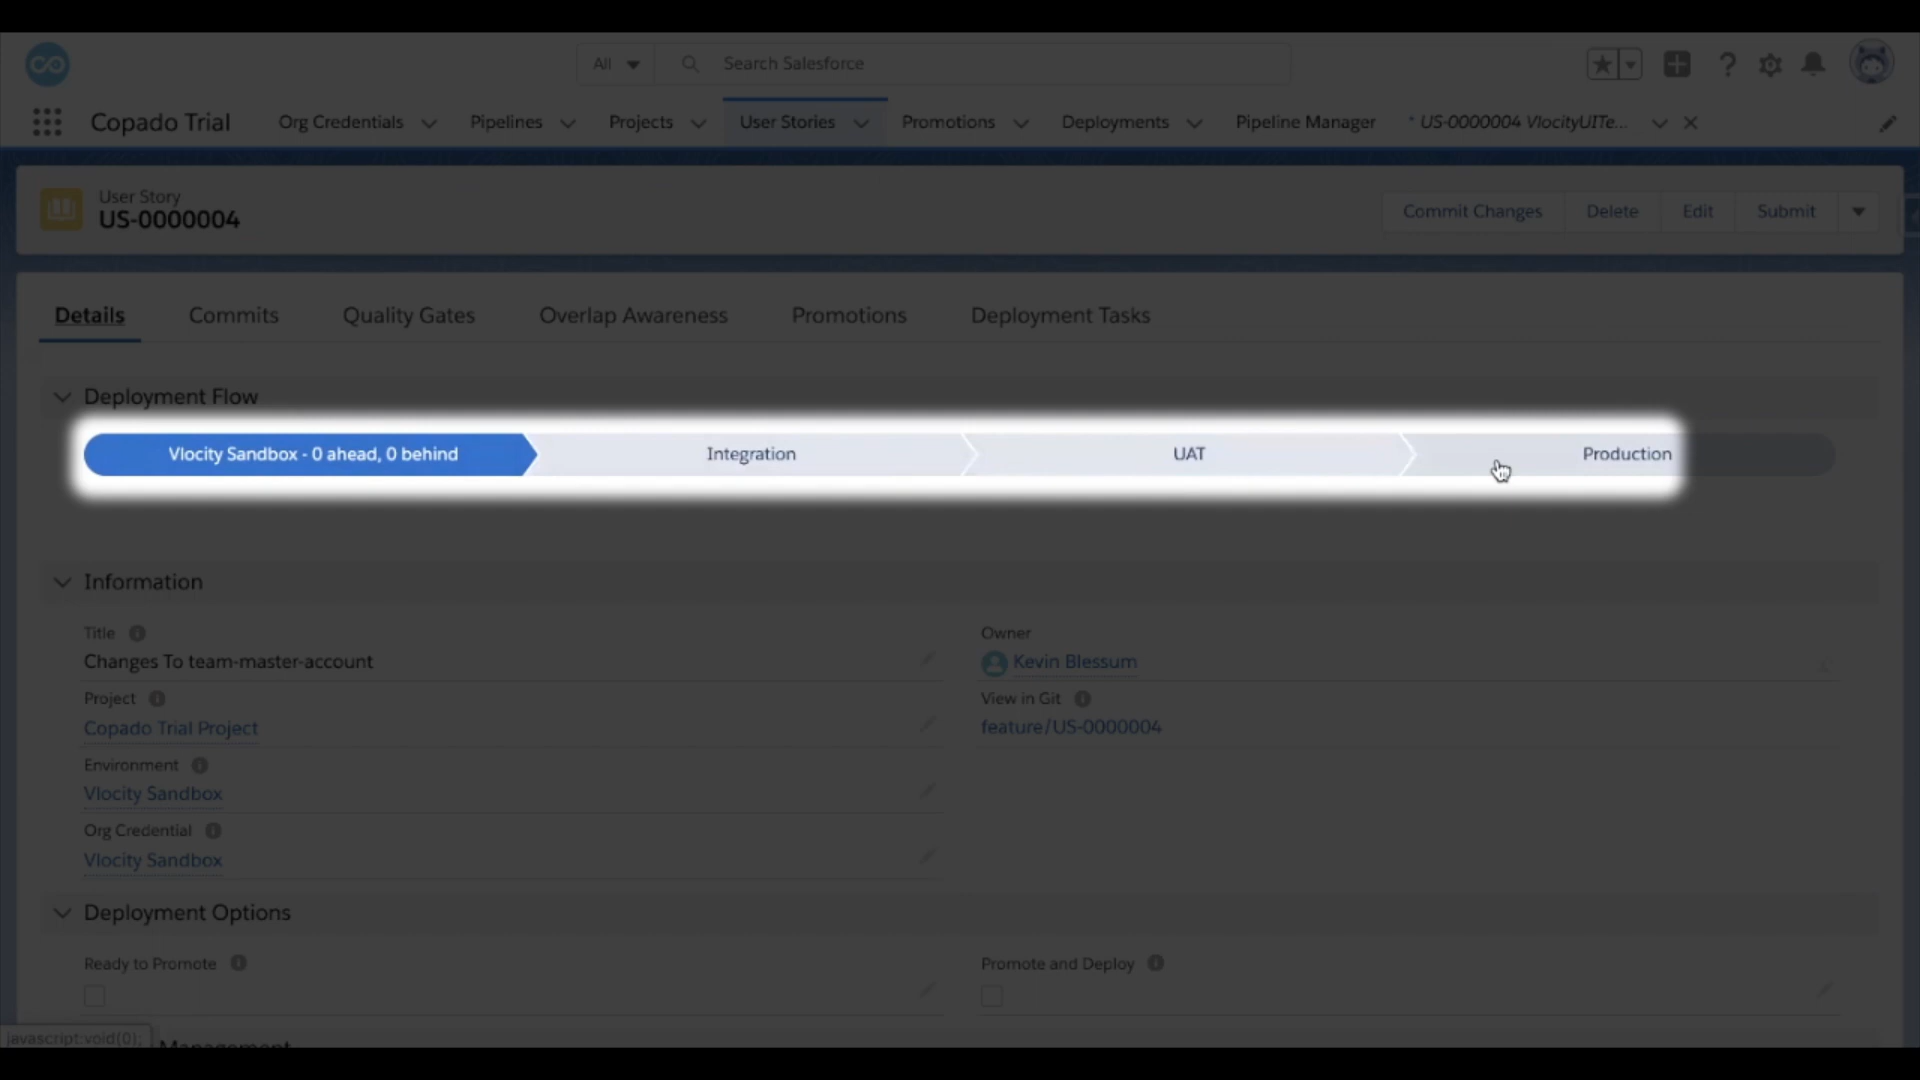 All
Search Salesforce
Copado Trial
Org Credentials
Pipelines
Projects
User Stories
Promotions
Deployments
Pipeline Manager
* US-0000004 VlocityUITe...
User Story
US-0000004
Commit Changes
Delete
Edit
Submit
Details
Commits
Quality Gates
Overlap Awareness
Promotions
Deployment Tasks
Deployment Flow
Vlocity Sandbox - 0 ahead, 0 behind
Integration
UAT
Production
Information
Title
Changes To team-master-account
Owner
Kevin Blessum
Project
Copado Trial Project
View in Git
feature/US-0000004
Environment
Vlocity Sandbox
Org Credential
Vlocity Sandbox
Deployment Options
Ready to Promote
Promote and Deploy
javascript:void(0);
Management